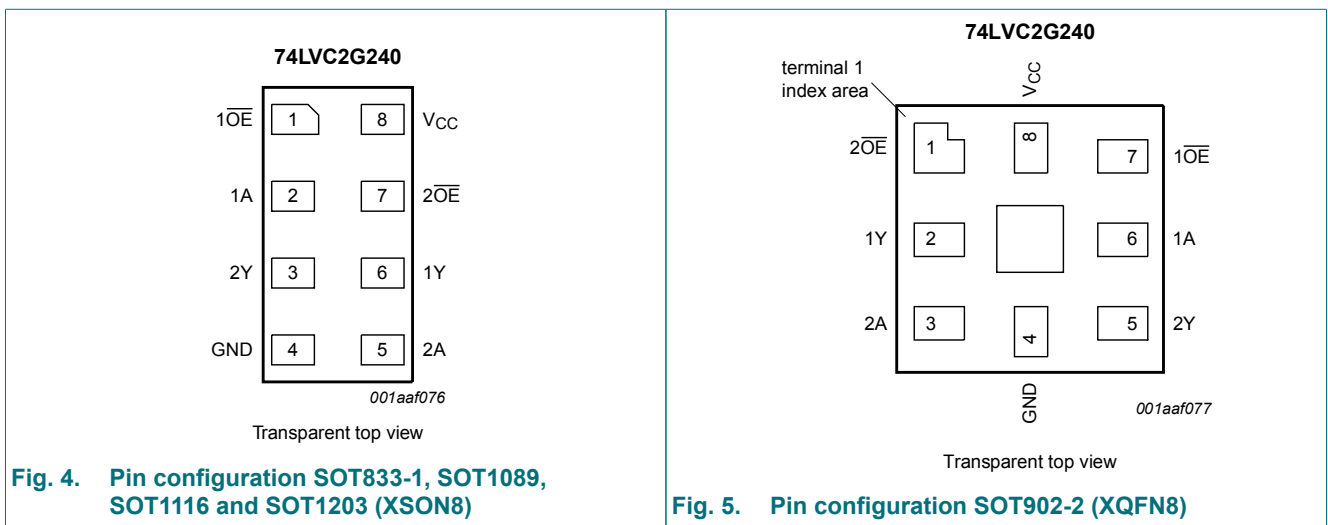 74LVC2G240
1OE 1 8 VCC
1A 2 7 2OE
2Y 3 6 1Y
GND 4 5 2A
001aaf076
Transparent top view
Fig. 4. Pin configuration SOT833-1, SOT1089,
SOT1116 and SOT1203 (XSON8)
74LVC2G240
terminal 1
index area
VCC
2OE 1 8 7 1OE
1Y 2 6 1A
2A 3 4 5 2Y
GND
001aaf077
Transparent top view
Fig. 5. Pin configuration SOT902-2 (XQFN8)